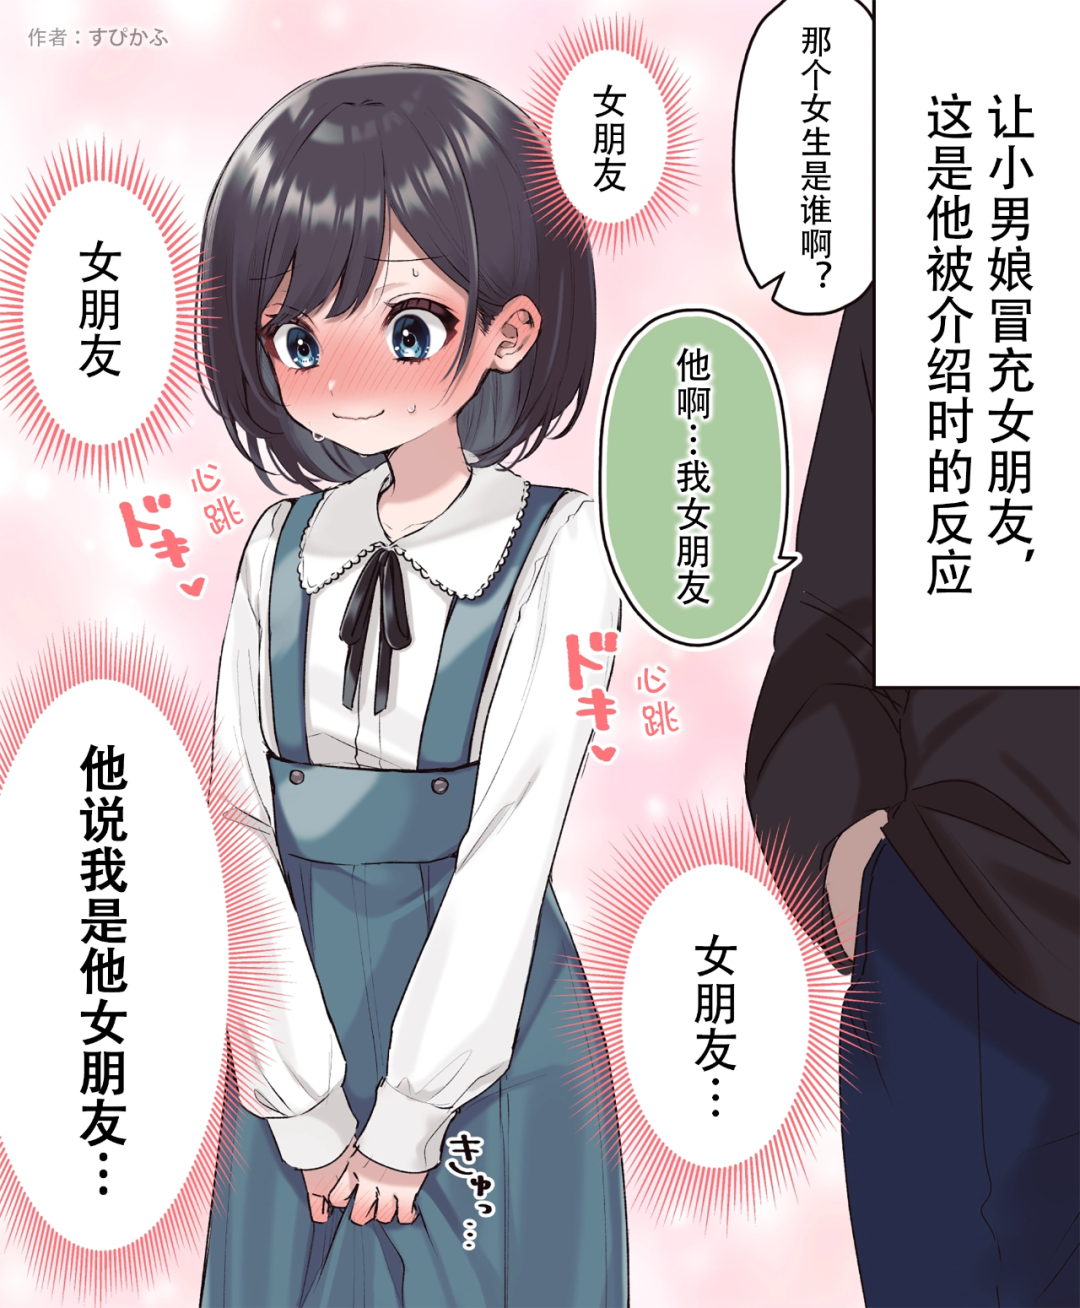 作者：すぴかふ
让小男娘冒充女朋友，
这是他被介绍时的反应
那个女生是谁啊？
他啊…我女朋友
女朋友
女朋友
心跳
ドキ♥
心跳
ドキ♥
女朋友…
他说我是他女朋友…
きゅっ…